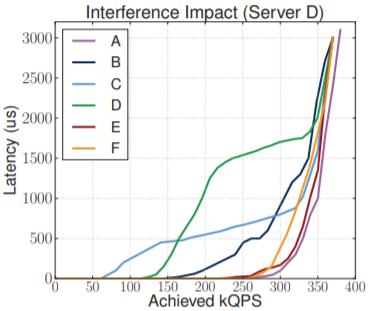 Interference Impact (Server D)
Latency (us)
3000
2500
2000
1500
1000
500
0
A
B
C
D
E
F
0 50 100 150 200 250 300 350 400
Achieved kQPS